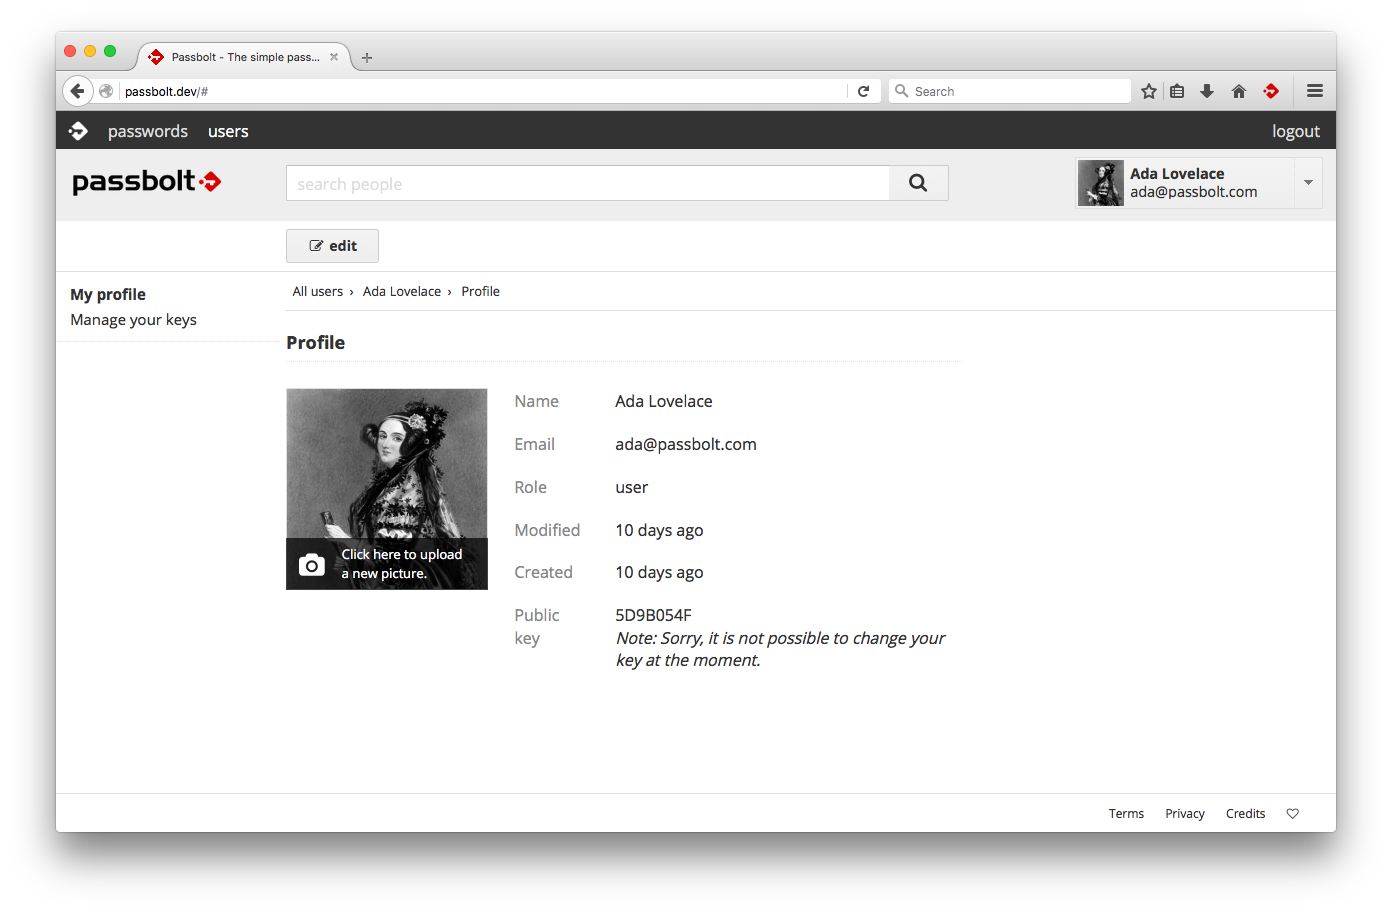 Passbolt - The simple pass...
passbolt.dev/#
Search
passwords users logout
passbolt
search people
Ada Lovelace
ada@passbolt.com
edit
My profile
Manage your keys
All users › Ada Lovelace › Profile
Profile
Click here to upload
a new picture.
Name Ada Lovelace
Email ada@passbolt.com
Role user
Modified 10 days ago
Created 10 days ago
Public 5D9B054F
key Note: Sorry, it is not possible to change your
key at the moment.
Terms Privacy Credits